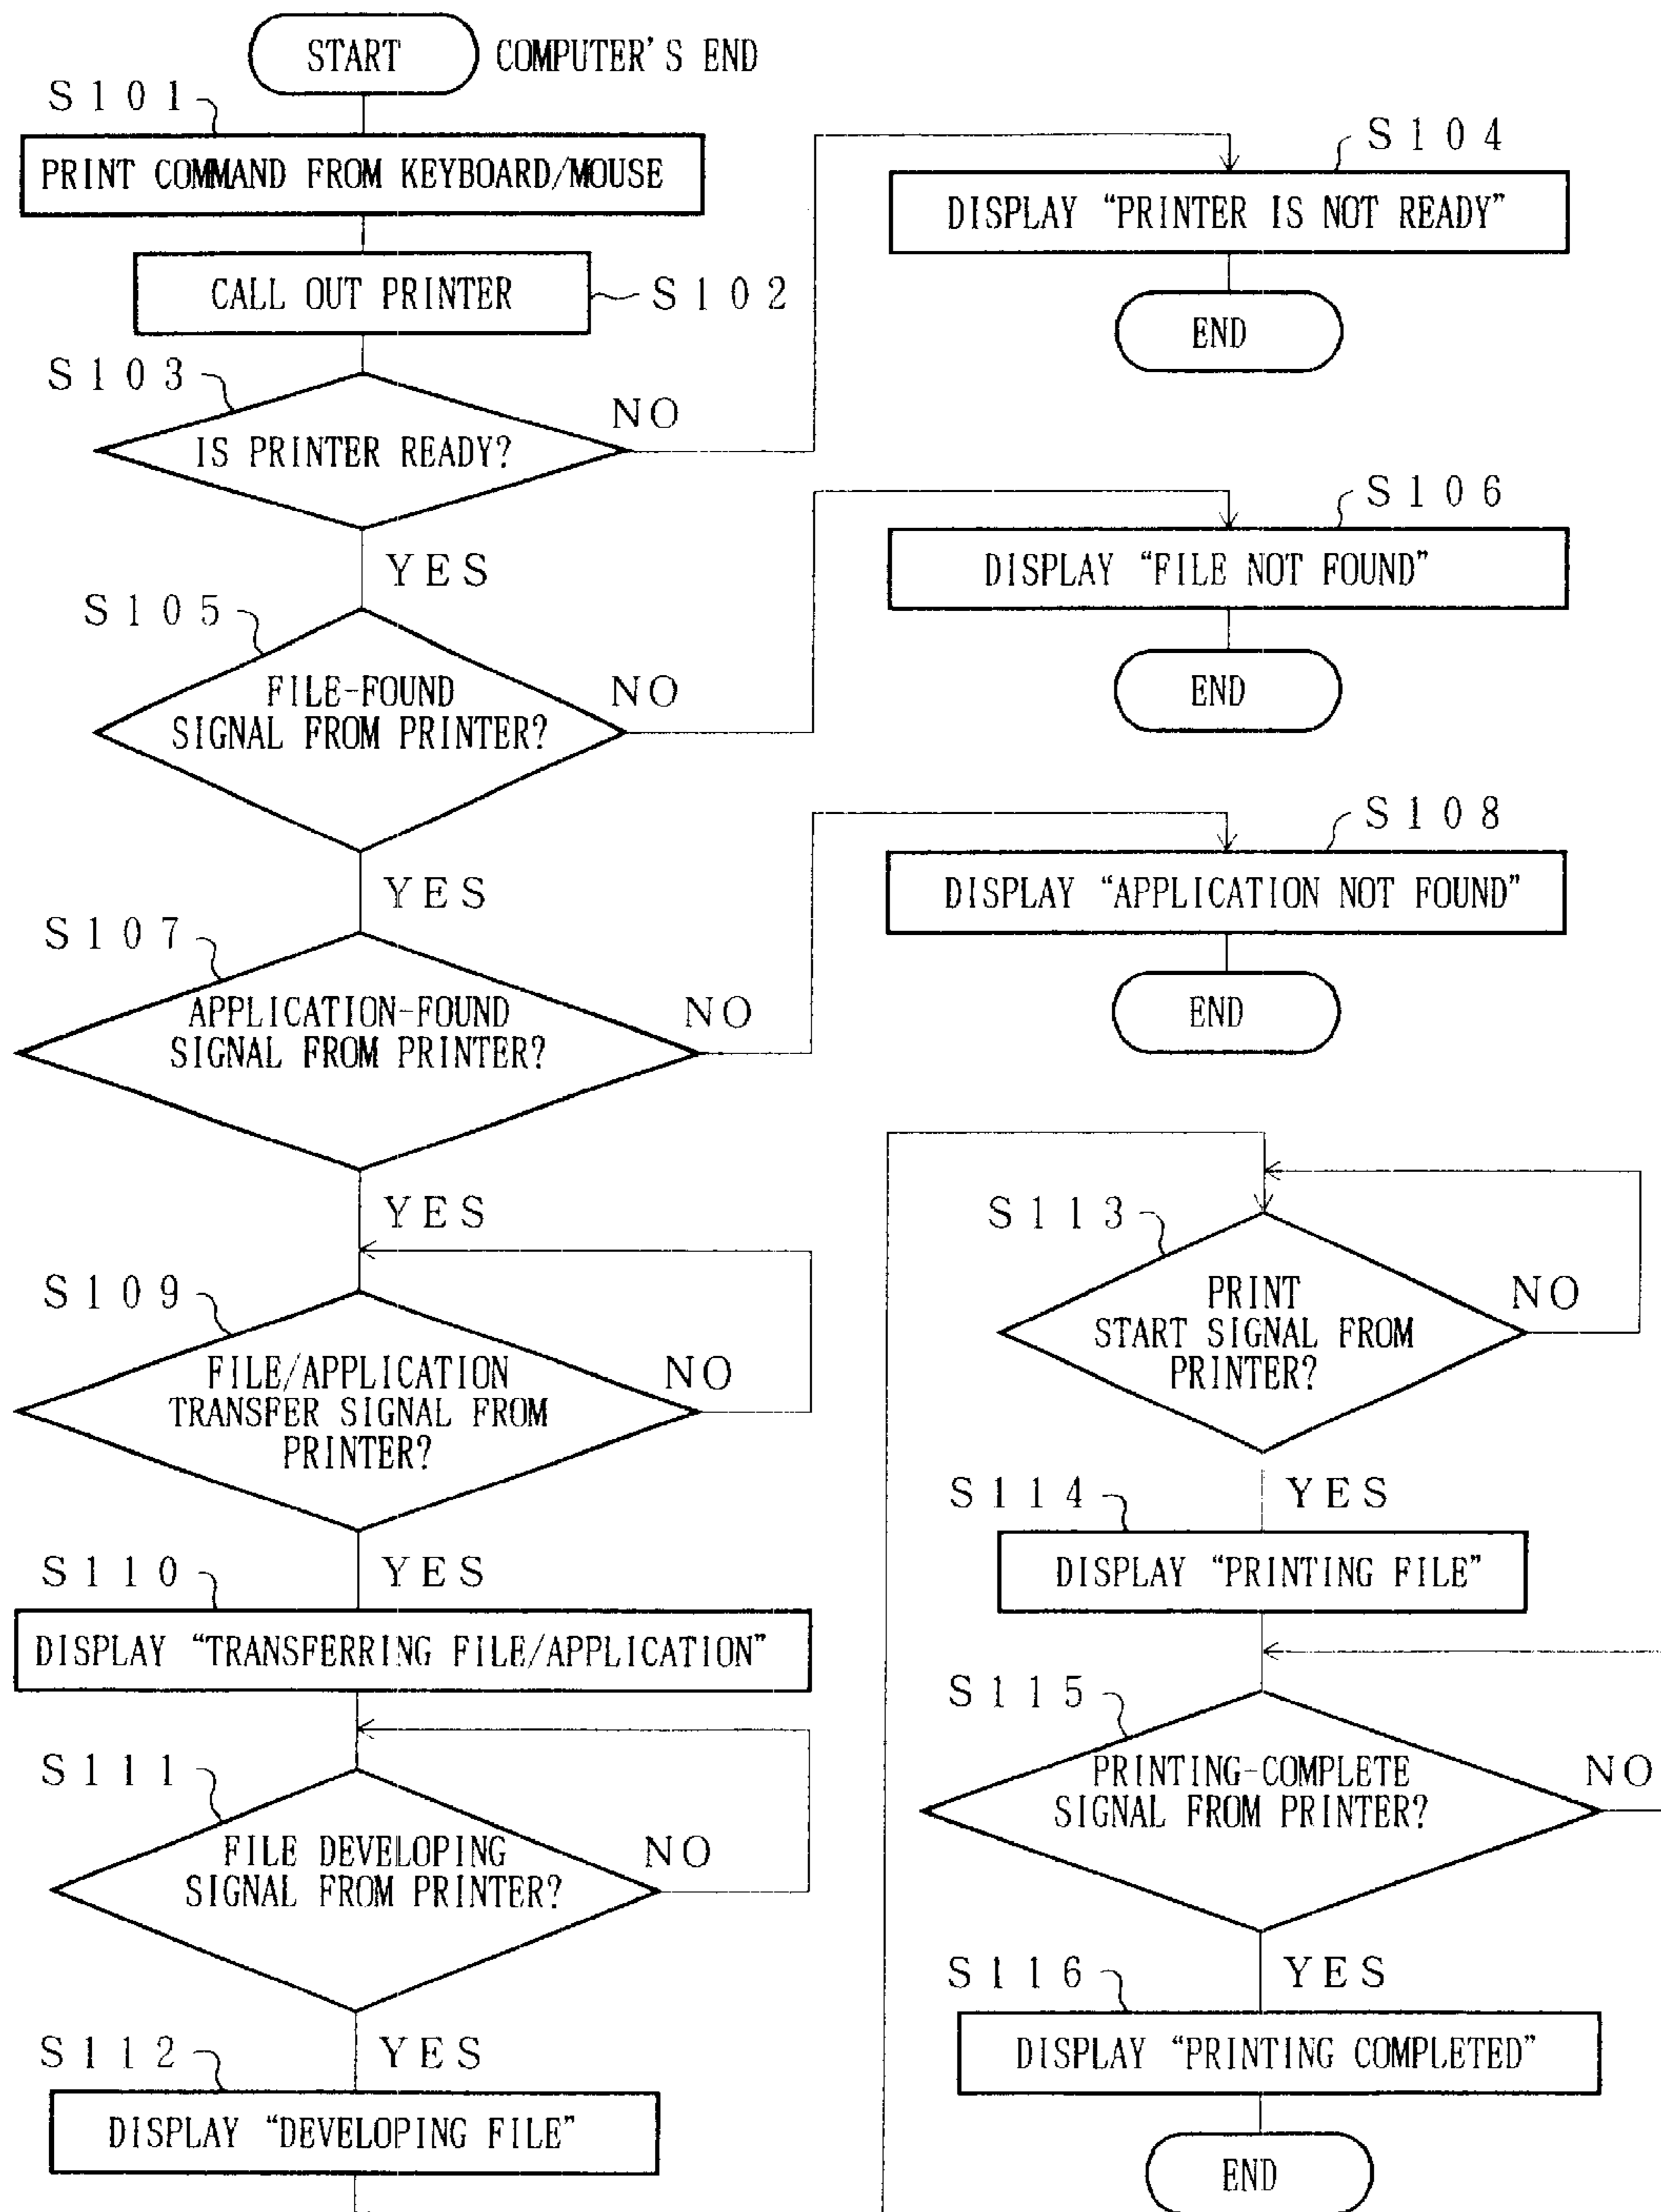 START
COMPUTER'S END
S101
PRINT COMMAND FROM KEYBOARD/MOUSE
CALL OUT PRINTER
S102
S103
IS PRINTER READY?
NO
YES
S104
DISPLAY “PRINTER IS NOT READY”
END
S105
FILE-FOUND
SIGNAL FROM PRINTER?
NO
YES
S106
DISPLAY “FILE NOT FOUND”
END
S107
APPLICATION-FOUND
SIGNAL FROM PRINTER?
NO
YES
S108
DISPLAY “APPLICATION NOT FOUND”
END
S109
FILE/APPLICATION
TRANSFER SIGNAL FROM
PRINTER?
NO
YES
S110
DISPLAY “TRANSFERRING FILE/APPLICATION”
S111
FILE DEVELOPING
SIGNAL FROM PRINTER?
NO
YES
S112
DISPLAY “DEVELOPING FILE”
S113
PRINT
START SIGNAL FROM
PRINTER?
NO
YES
S114
DISPLAY “PRINTING FILE”
S115
PRINTING-COMPLETE
SIGNAL FROM PRINTER?
NO
YES
S116
DISPLAY “PRINTING COMPLETED”
END